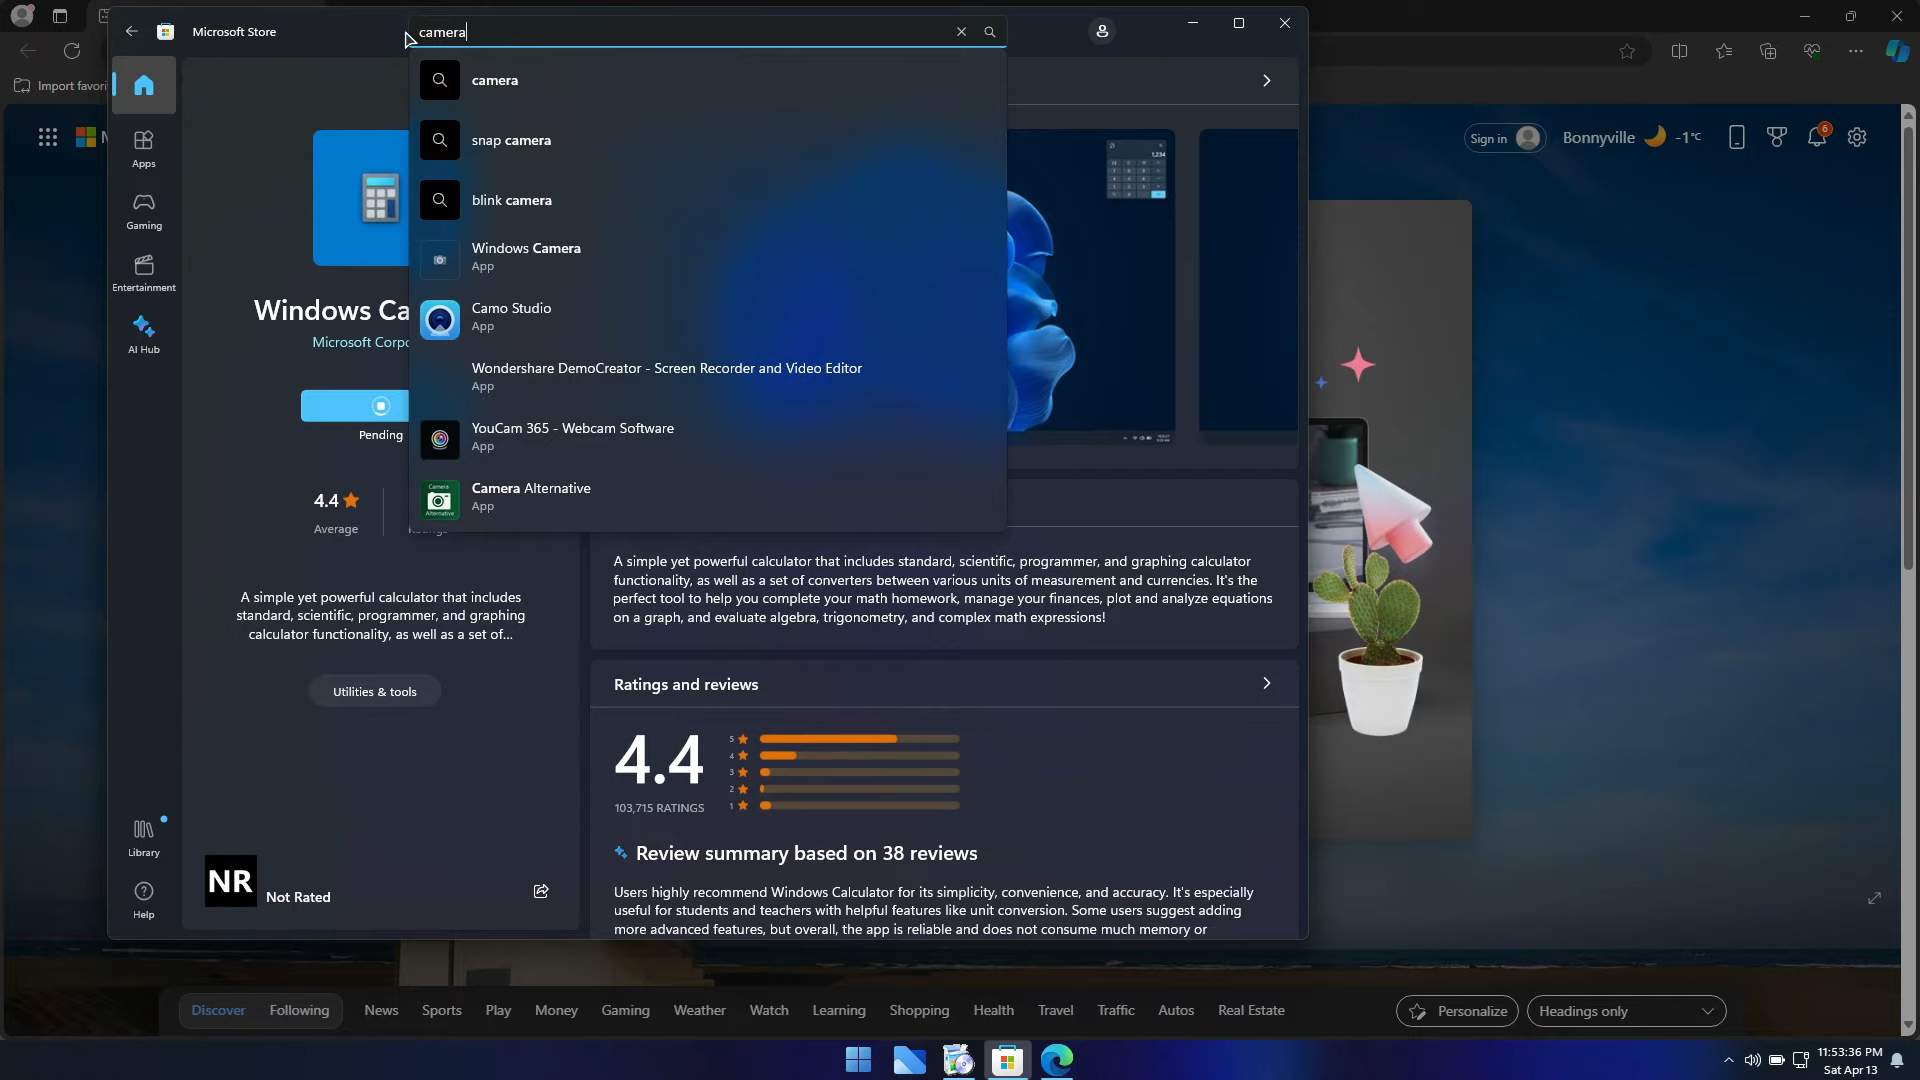 Microsoft Store
camera
Import favori
Apps
Gaming
Entertainment
AI Hub
Library
Help
camera
snap camera
blink camera
Windows Camera
App
Camo Studio
App
Wondershare DemoCreator - Screen Recorder and Video Editor
App
YouCam 365 - Webcam Software
App
Camera Alternative
App
Windows Ca
Microsoft Corpo
Pending
4.4
Average
A simple yet powerful calculator that includes
standard, scientific, programmer, and graphing
calculator functionality, as well as a set of...
Utilities & tools
NR
Not Rated
1,234
A simple yet powerful calculator that includes standard, scientific, programmer, and graphing calculator
functionality, as well as a set of converters between various units of measurement and currencies. It's the
perfect tool to help you complete your math homework, manage your finances, plot and analyze equations
on a graph, and evaluate algebra, trigonometry, and complex math expressions!
Ratings and reviews
4.4
103,715 RATINGS
5
4
3
2
1
Review summary based on 38 reviews
Users highly recommend Windows Calculator for its simplicity, convenience, and accuracy. It's especially
useful for students and teachers with helpful features like unit conversion. Some users suggest adding
more advanced features, but overall, the app is reliable and does not consume much memory or
Sign in
Bonnyville
-1°C
6
Discover
Following
News
Sports
Play
Money
Gaming
Weather
Watch
Learning
Shopping
Health
Travel
Traffic
Autos
Real Estate
Personalize
Headings only
11:53:36 PM
Sat Apr 13